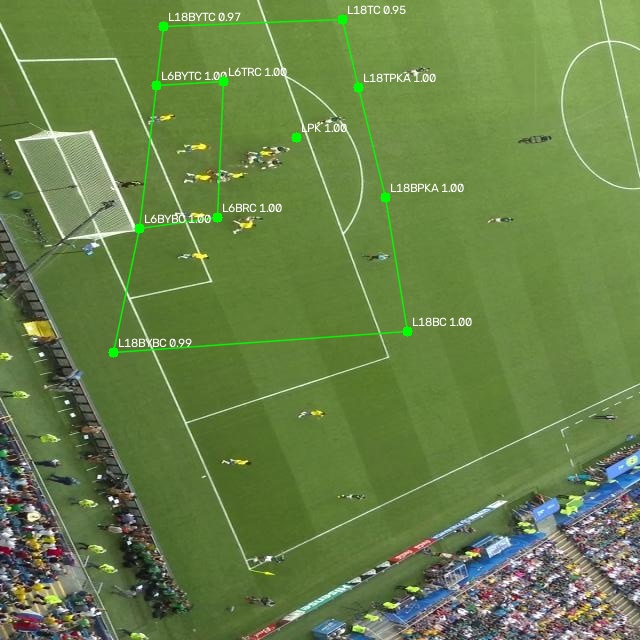 L18BYTC 0.97
L18TC 0.95
L6BYTC 1.00
L6TRC 1.00
L18TPKA 1.00
LPK 1.00
L18BPKA 1.00
L6BYBC 1.00
L6BRC 1.00
L18BC 1.00
L18BYBC 0.99